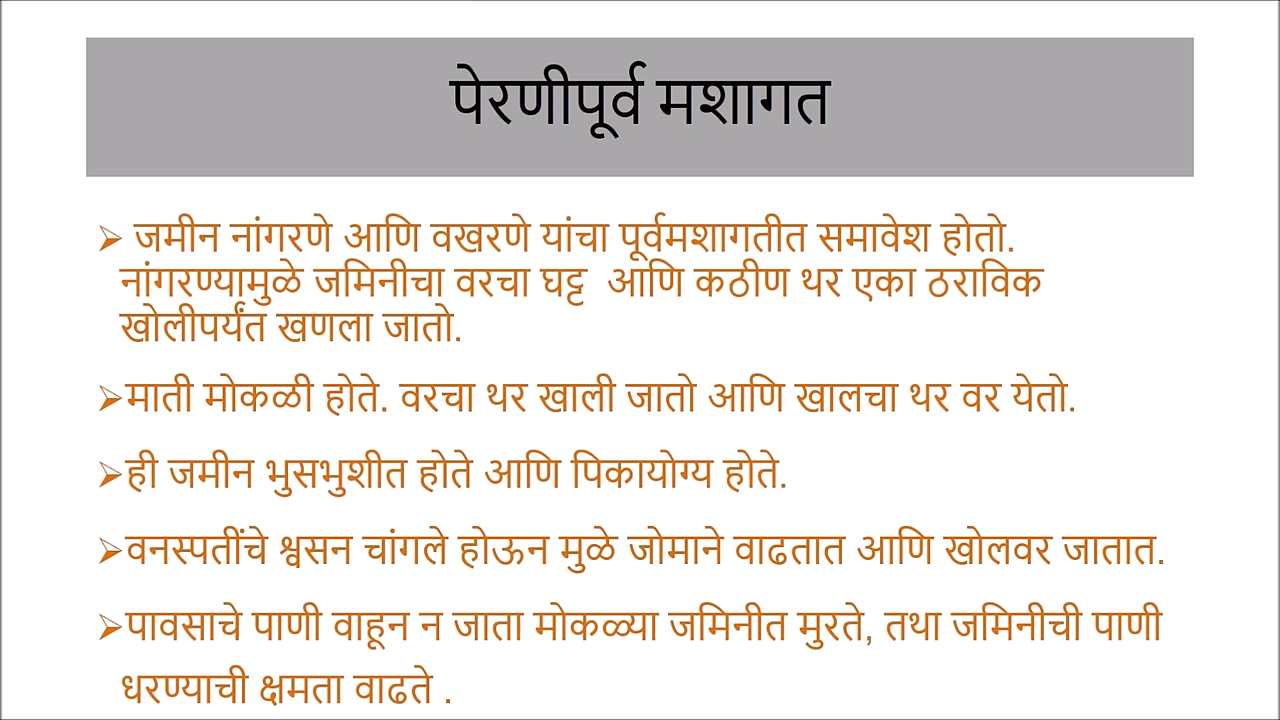 पेरणीपूर्व मशागत
➢ जमीन नांगरणे आणि वखरणे यांचा पूर्वमशागतीत समावेश होतो.
नांगरण्यामुळे जमिनीचा वरचा घट्ट आणि कठीण थर एका ठराविक
खोलीपर्यंत खणला जातो.
➢माती मोकळी होते. वरचा थर खाली जातो आणि खालचा थर वर येतो.
➢ही जमीन भुसभुशीत होते आणि पिकायोग्य होते.
➢वनस्पतींचे श्वसन चांगले होऊन मुळे जोमाने वाढतात आणि खोलवर जातात.
➢पावसाचे पाणी वाहून न जाता मोकळ्या जमिनीत मुरते, तथा जमिनीची पाणी
धरण्याची क्षमता वाढते .